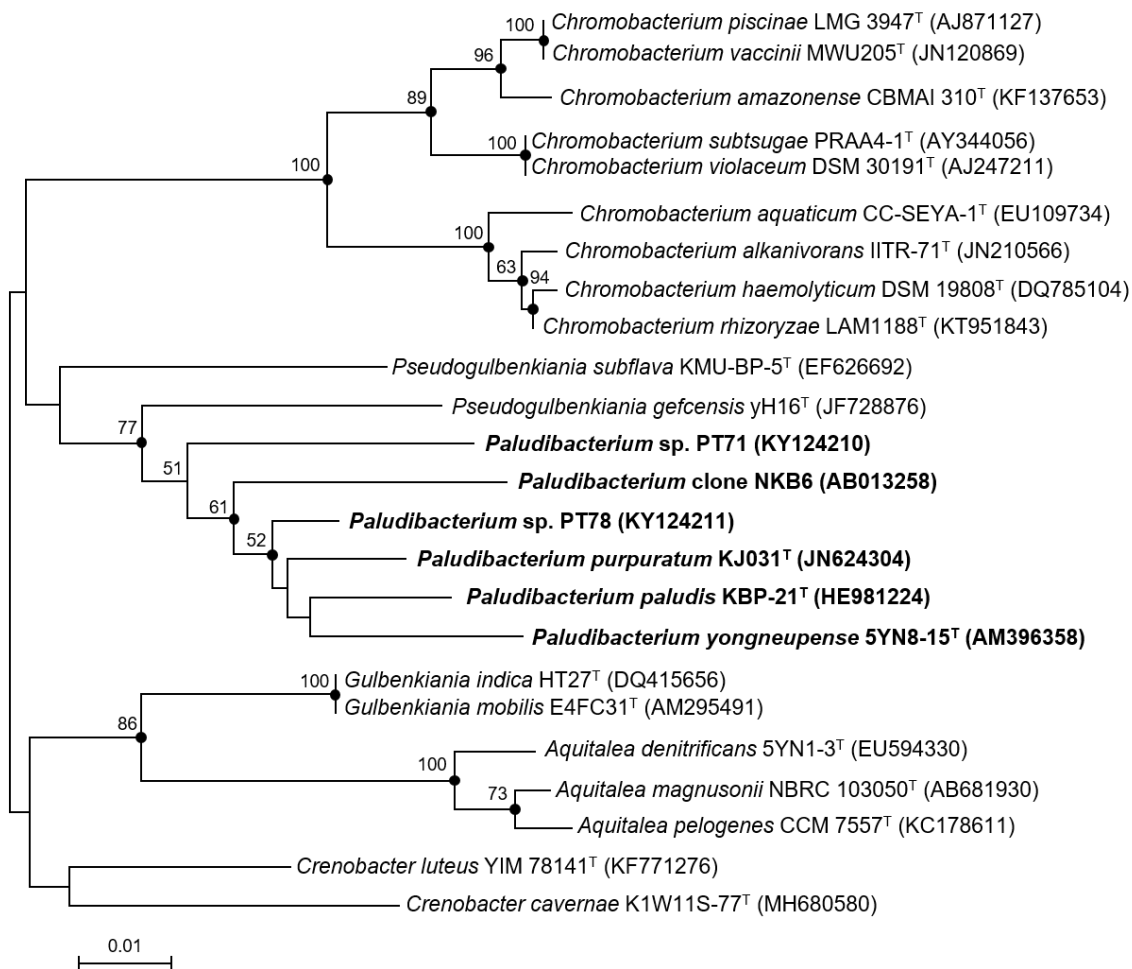 100 Chromobacterium piscinae LMG 3947ᵀ (AJ871127)
Chromobacterium vaccinii MWU205ᵀ (JN120869)
96
Chromobacterium amazonense CBMAI 310ᵀ (KF137653)
89
Chromobacterium subtsugae PRAA4-1ᵀ (AY344056)
100
Chromobacterium violaceum DSM 30191ᵀ (AJ247211)
100
Chromobacterium aquaticum CC-SEYA-1ᵀ (EU109734)
100
Chromobacterium alkanivorans IITR-71ᵀ (JN210566)
63 94
Chromobacterium haemolyticum DSM 19808ᵀ (DQ785104)
Chromobacterium rhizoryzae LAM1188ᵀ (KT951843)
Pseudogulbenkiania subflava KMU-BP-5ᵀ (EF626692)
Pseudogulbenkiania gefcensis yH16ᵀ (JF728876)
77
Paludibacterium sp. PT71 (KY124210)
51
Paludibacterium clone NKB6 (AB013258)
61
Paludibacterium sp. PT78 (KY124211)
52
Paludibacterium purpuratum KJ031ᵀ (JN624304)
Paludibacterium paludis KBP-21ᵀ (HE981224)
Paludibacterium yongneupense 5YN8-15ᵀ (AM396358)
100 Gulbenkiania indica HT27ᵀ (DQ415656)
Gulbenkiania mobilis E4FC31ᵀ (AM295491)
86
Aquitalea denitrificans 5YN1-3ᵀ (EU594330)
100
Aquitalea magnusonii NBRC 103050ᵀ (AB681930)
73
Aquitalea pelogenes CCM 7557ᵀ (KC178611)
Crenobacter luteus YIM 78141ᵀ (KF771276)
Crenobacter cavernae K1W11S-77ᵀ (MH680580)
0.01